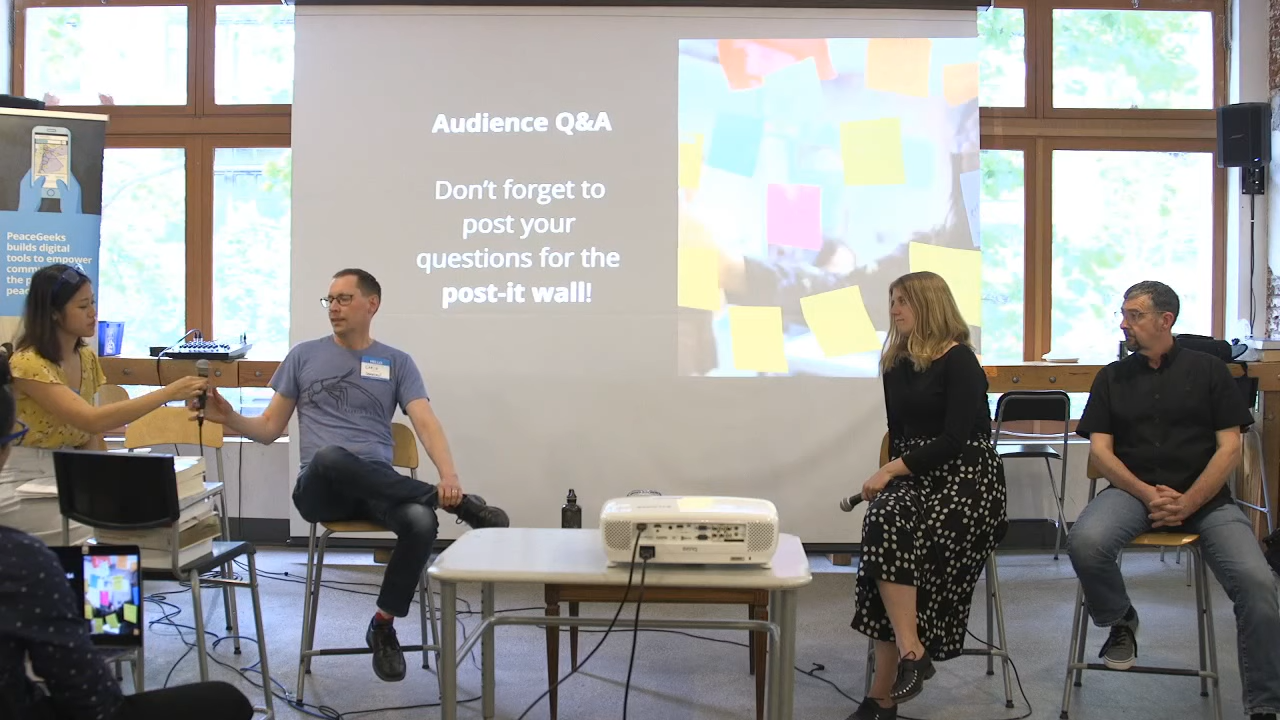 Audience Q&A
Don't forget to
post your
questions for the
post-it wall!
PeaceGeeks
builds digital
tools to empower